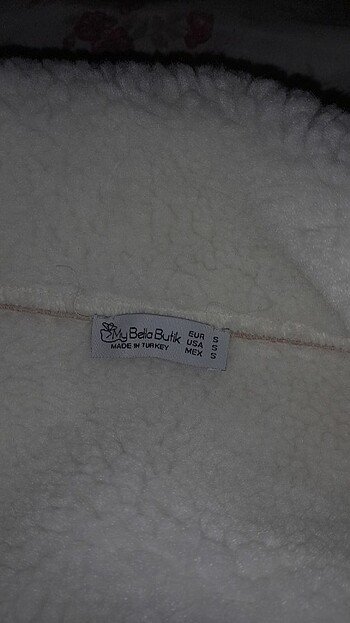 My Bella Butik
MADE IN TURKEY
EUR S
USA S
MEX S